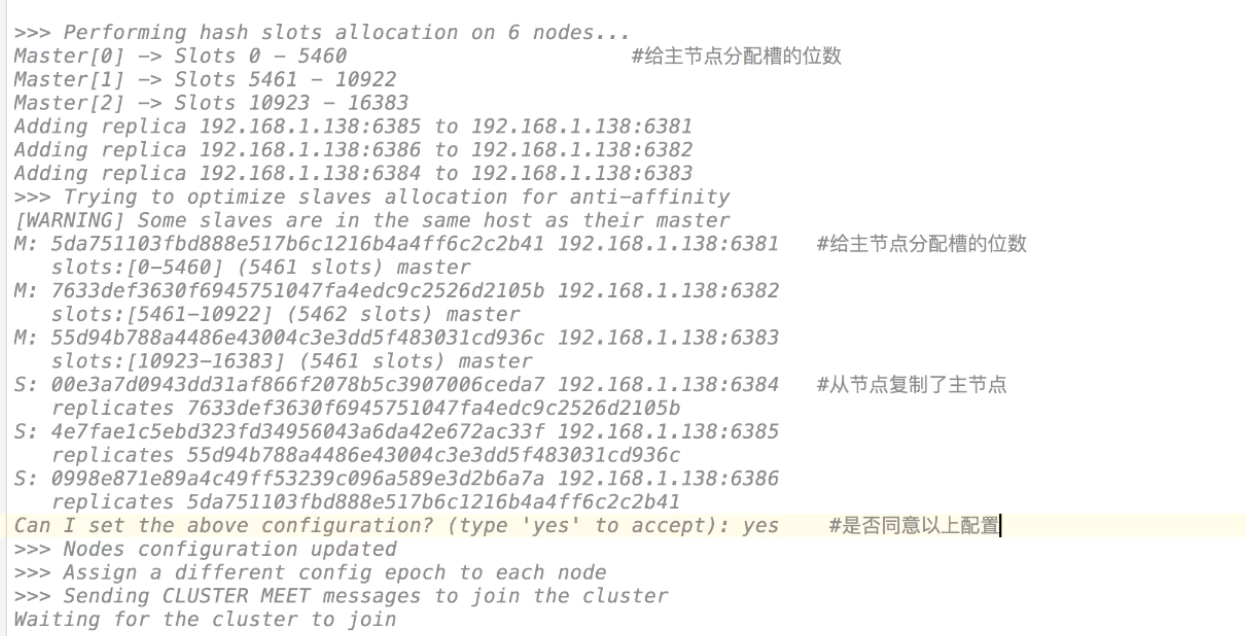 >>> Performing hash slots allocation on 6 nodes...
Master[0] -> Slots 0 - 5460 #给主节点分配槽的位数
Master[1] -> Slots 5461 - 10922
Master[2] -> Slots 10923 - 16383
Adding replica 192.168.1.138:6385 to 192.168.1.138:6381
Adding replica 192.168.1.138:6386 to 192.168.1.138:6382
Adding replica 192.168.1.138:6384 to 192.168.1.138:6383
>>> Trying to optimize slaves allocation for anti-affinity
[WARNING] Some slaves are in the same host as their master
M: 5da751103fbd888e517b6c1216b4a4ff6c2c2b41 192.168.1.138:6381 #给主节点分配槽的位数
slots:[0-5460] (5461 slots) master
M: 7633def3630f6945751047fa4edc9c2526d2105b 192.168.1.138:6382
slots:[5461-10922] (5462 slots) master
M: 55d94b788a4486e43004c3e3dd5f483031cd936c 192.168.1.138:6383
slots:[10923-16383] (5461 slots) master
S: 00e3a7d0943dd31af866f2078b5c3907006ceda7 192.168.1.138:6384 #从节点复制了主节点
replicates 7633def3630f6945751047fa4edc9c2526d2105b
S: 4e7fae1c5ebd323fd34956043a6da42e672ac33f 192.168.1.138:6385
replicates 55d94b788a4486e43004c3e3dd5f483031cd936c
S: 0998e871e89a4c49ff53239c096a589e3d2b6a7a 192.168.1.138:6386
replicates 5da751103fbd888e517b6c1216b4a4ff6c2c2b41
Can I set the above configuration? (type 'yes' to accept): yes #是否同意以上配置
>>> Nodes configuration updated
>>> Assign a different config epoch to each node
>>> Sending CLUSTER MEET messages to join the cluster
Waiting for the cluster to join